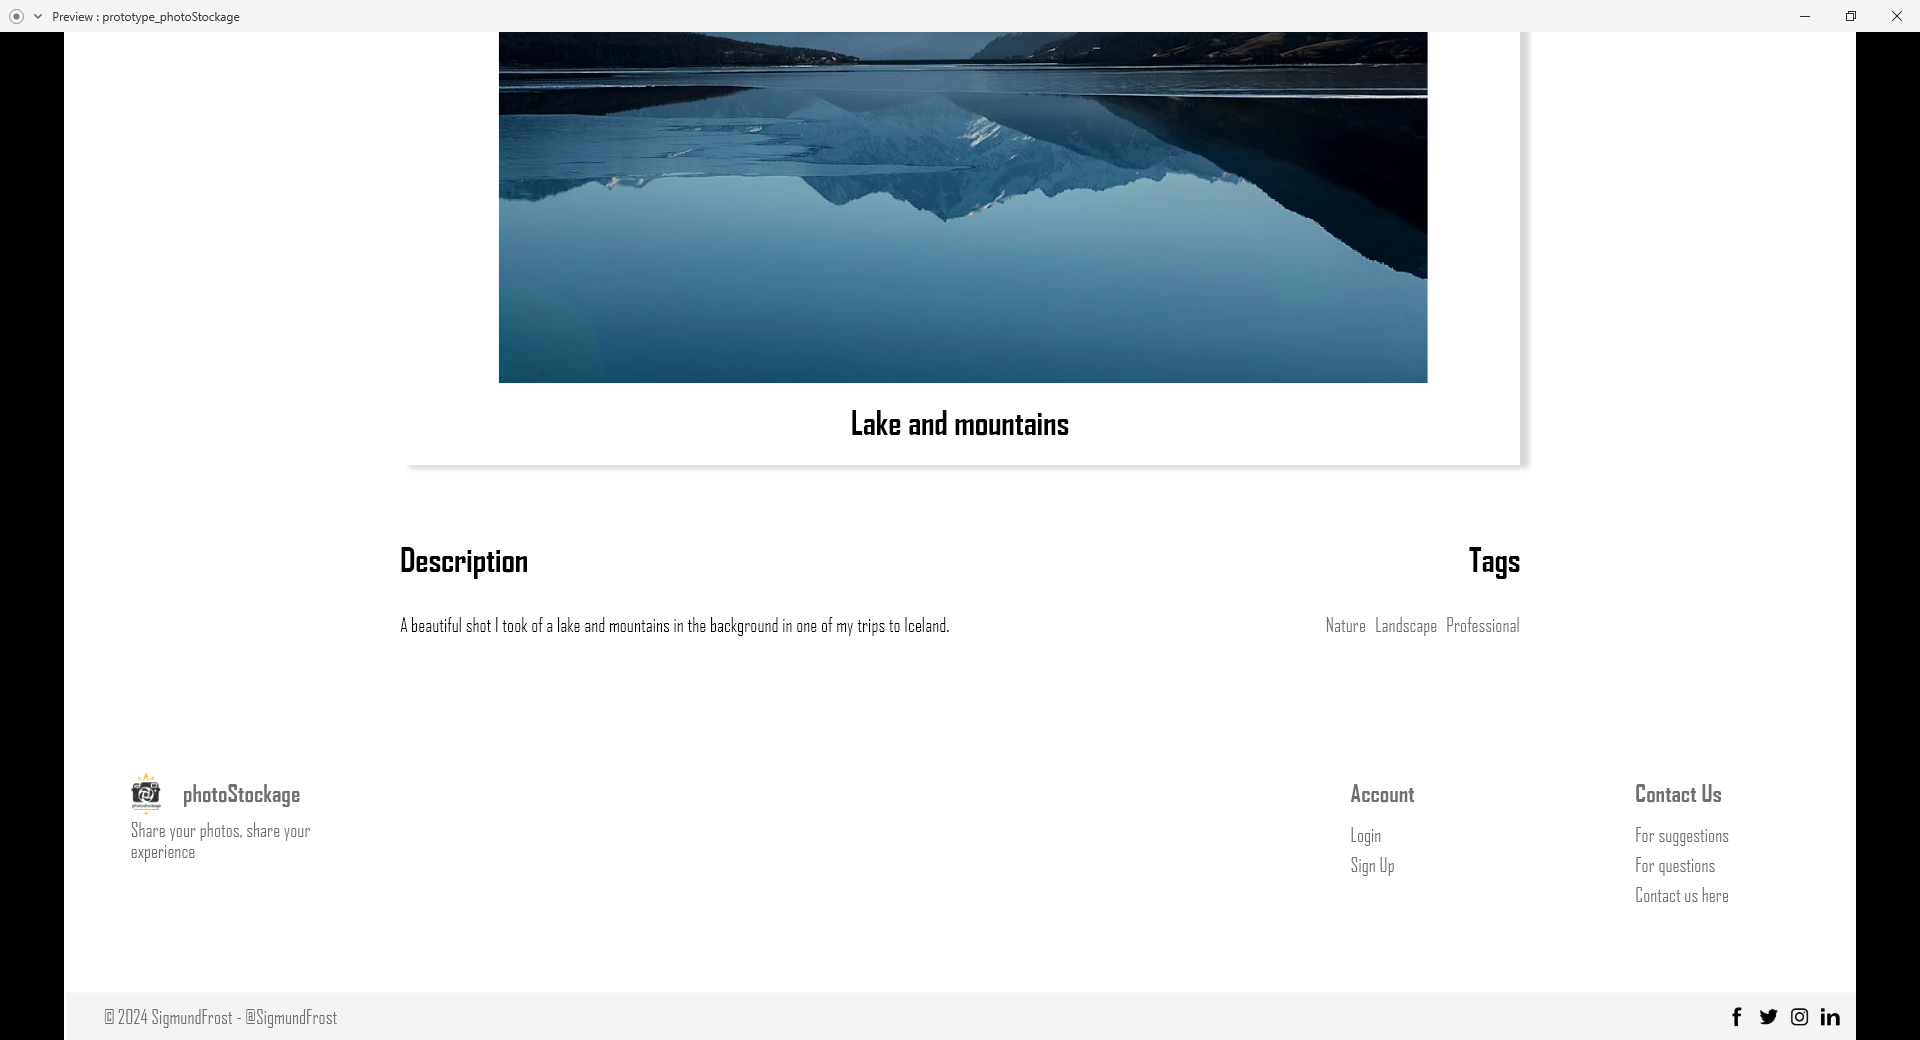 Preview : prototype_photoStockage
Lake and mountains
Description
Tags
A beautiful shot I took of a lake and mountains in the background in one of my trips to Iceland.
Nature Landscape Professional
photoStockage
Share your photos, share your
experience
Account
Login
Sign Up
Contact Us
For suggestions
For questions
Contact us here
© 2024 SigmundFrost - @SigmundFrost